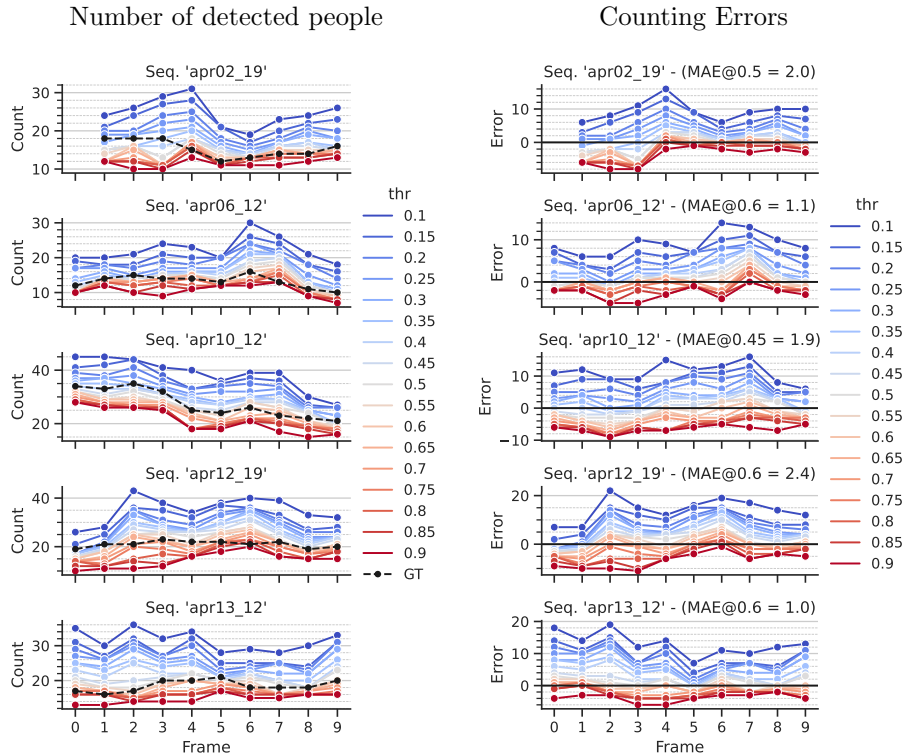 Number of detected people
Counting Errors
Seq. 'apr02_19'
Count
30
20
10
Seq. 'apr06_12'
Count
30
20
10
Seq. 'apr10_12'
Count
40
20
Seq. 'apr12_19'
Count
40
20
Seq. 'apr13_12'
Count
30
20
0 1 2 3 4 5 6 7 8 9
Frame
thr
0.1
0.15
0.2
0.25
0.3
0.35
0.4
0.45
0.5
0.55
0.6
0.65
0.7
0.75
0.8
0.85
0.9
GT
Seq. 'apr02_19' - (MAE@0.5 = 2.0)
Error
10
0
Seq. 'apr06_12' - (MAE@0.6 = 1.1)
Error
10
0
Seq. 'apr10_12' - (MAE@0.45 = 1.9)
Error
10
0
−10
Seq. 'apr12_19' - (MAE@0.6 = 2.4)
Error
20
0
Seq. 'apr13_12' - (MAE@0.6 = 1.0)
Error
20
10
0
0 1 2 3 4 5 6 7 8 9
Frame
thr
0.1
0.15
0.2
0.25
0.3
0.35
0.4
0.45
0.5
0.55
0.6
0.65
0.7
0.75
0.8
0.85
0.9